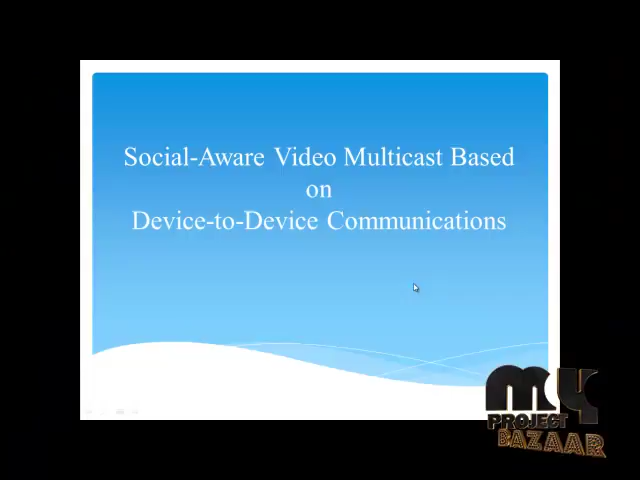 Social-Aware Video Multicast Based
on
Device-to-Device Communications
my
PROJECT
BAZAAR